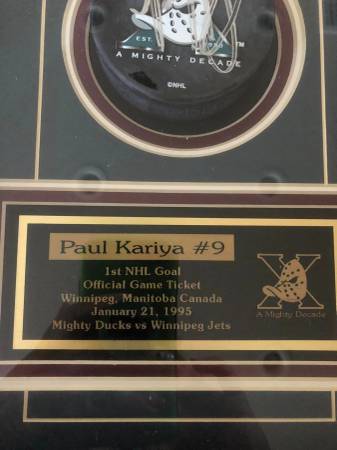 EST.
A MIGHTY DECADE
©NHL
Paul Kariya #9
1st NHL Goal
Official Game Ticket
Winnipeg, Manitoba Canada
January 21, 1995
Mighty Ducks vs Winnipeg Jets
X
A Mighty Decade